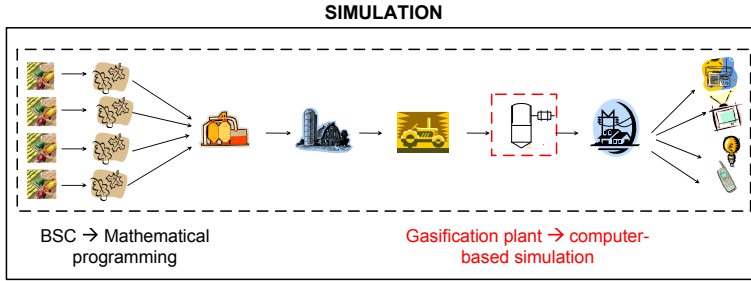 SIMULATION
BSC → Mathematical
programming
Gasification plant → computer-
based simulation